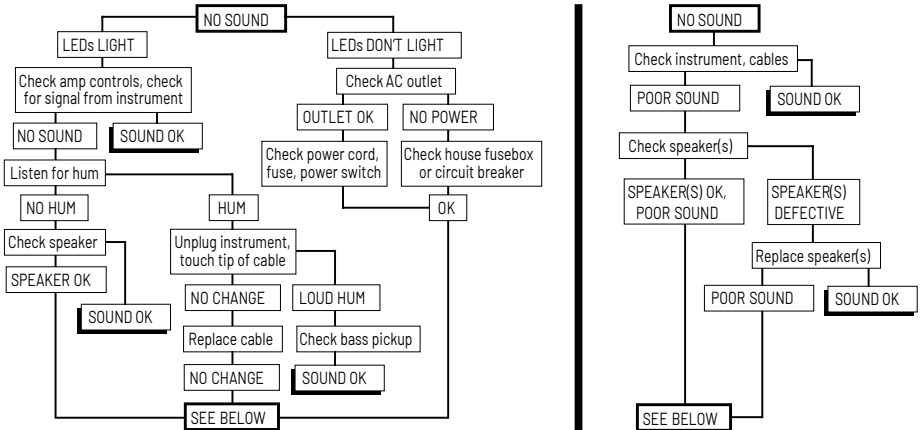 NO SOUND
LEDs LIGHT
LEDs DON'T LIGHT
Check amp controls, check
for signal from instrument
Check AC outlet
OUTLET OK
NO POWER
NO SOUND
SOUND OK
Check power cord,
fuse, power switch
Check house fusebox
or circuit breaker
Listen for hum
OK
NO HUM
HUM
Check speaker
Unplug instrument,
touch tip of cable
SPEAKER OK
SOUND OK
NO CHANGE
LOUD HUM
Replace cable
Check bass pickup
NO CHANGE
SOUND OK
SEE BELOW
NO SOUND
Check instrument, cables
POOR SOUND
SOUND OK
Check speaker(s)
SPEAKER(S) OK,
POOR SOUND
SPEAKER(S)
DEFECTIVE
Replace speaker(s)
POOR SOUND
SOUND OK
SEE BELOW